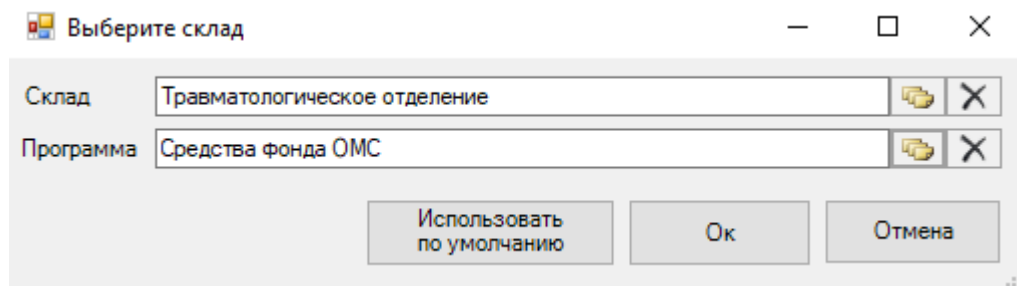 Выберите склад
Склад Травматологическое отделение
Программа Средства фонда ОМС
Использовать
по умолчанию
Ок
Отмена